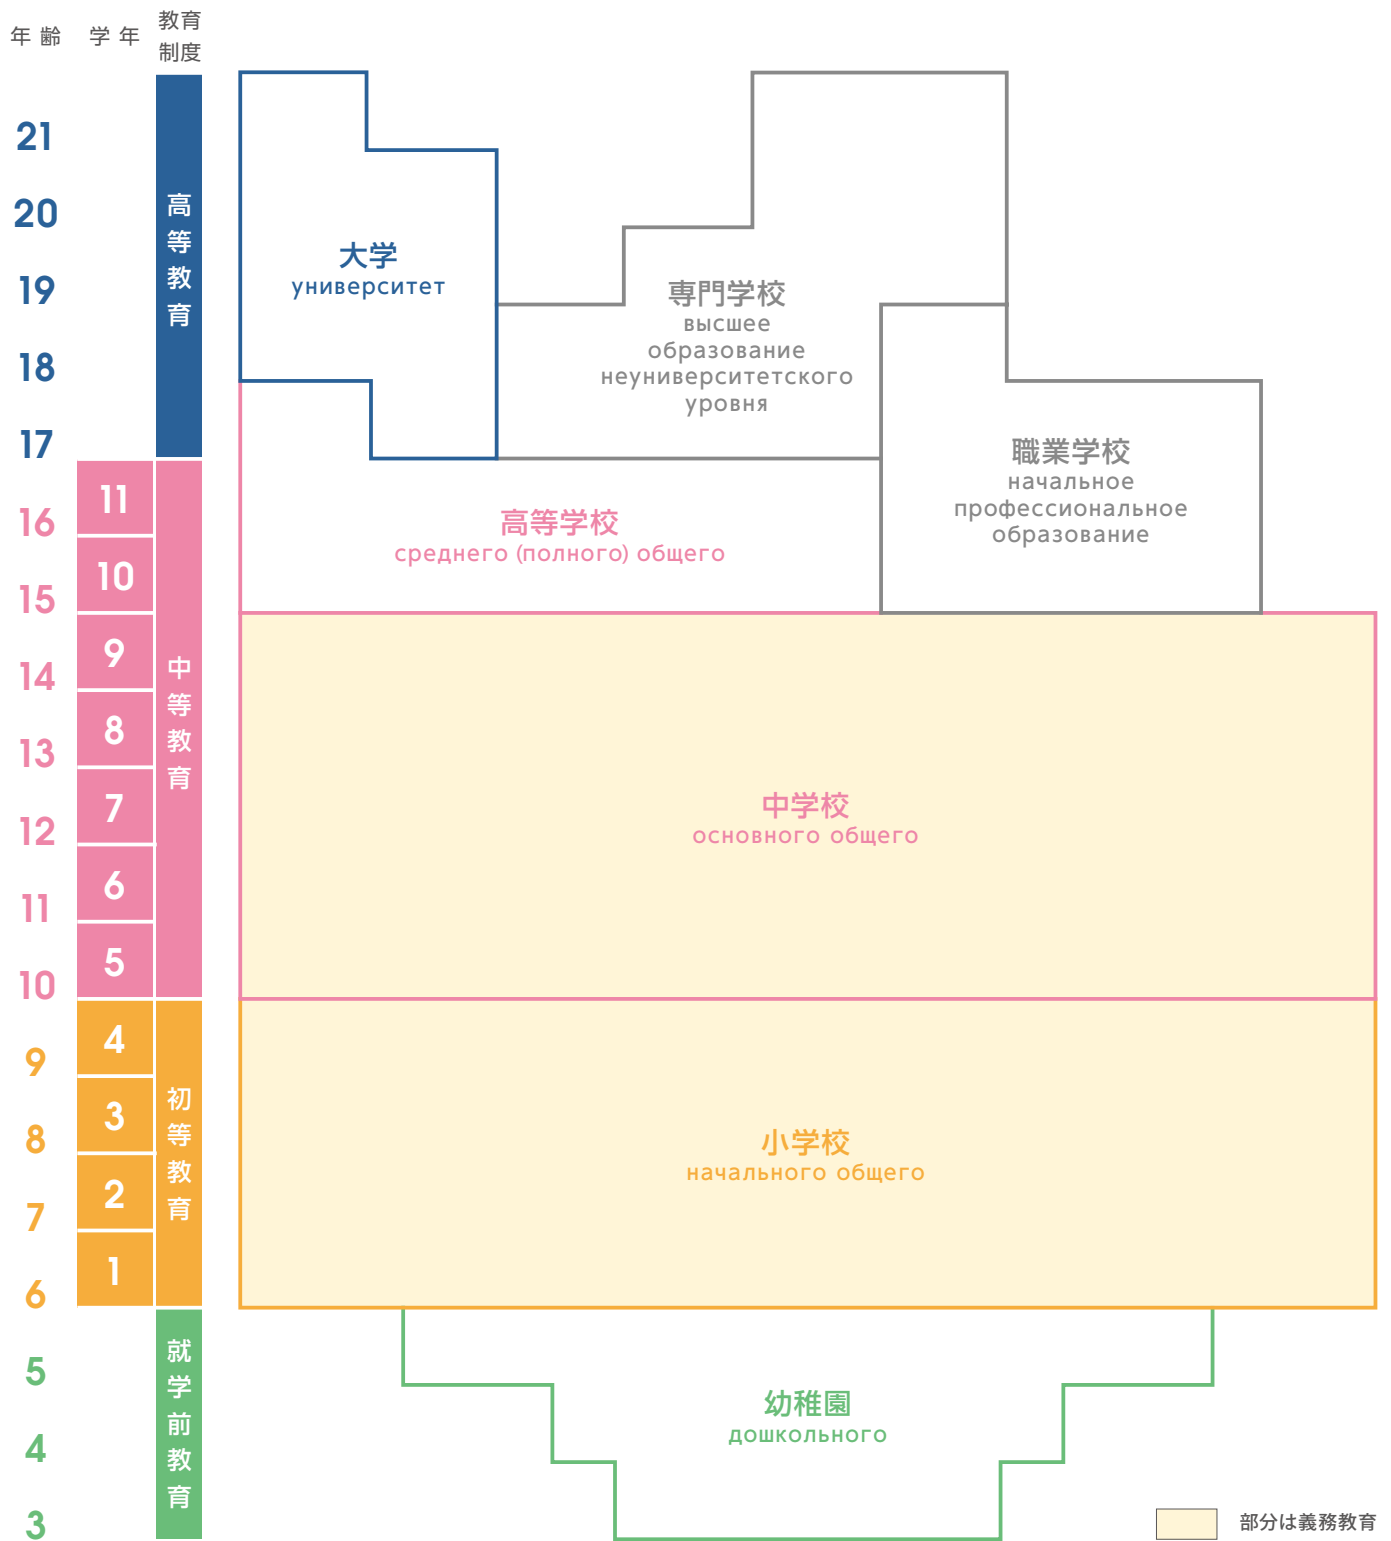 年齢
学年
教育
制度
21
20
19
18
17
16
15
14
13
12
11
10
9
8
7
6
5
4
3
11
10
9
8
7
6
5
4
3
2
1
高等教育
中等教育
初等教育
就学前教育
大学
университет
専門学校
высшее
образование
неуниверситетского
уровня
職業学校
начальное
профессиональное
образование
高等学校
среднего (полного) общего
中学校
основного общего
小学校
начального общего
幼稚園
дошкольного
部分は義務教育